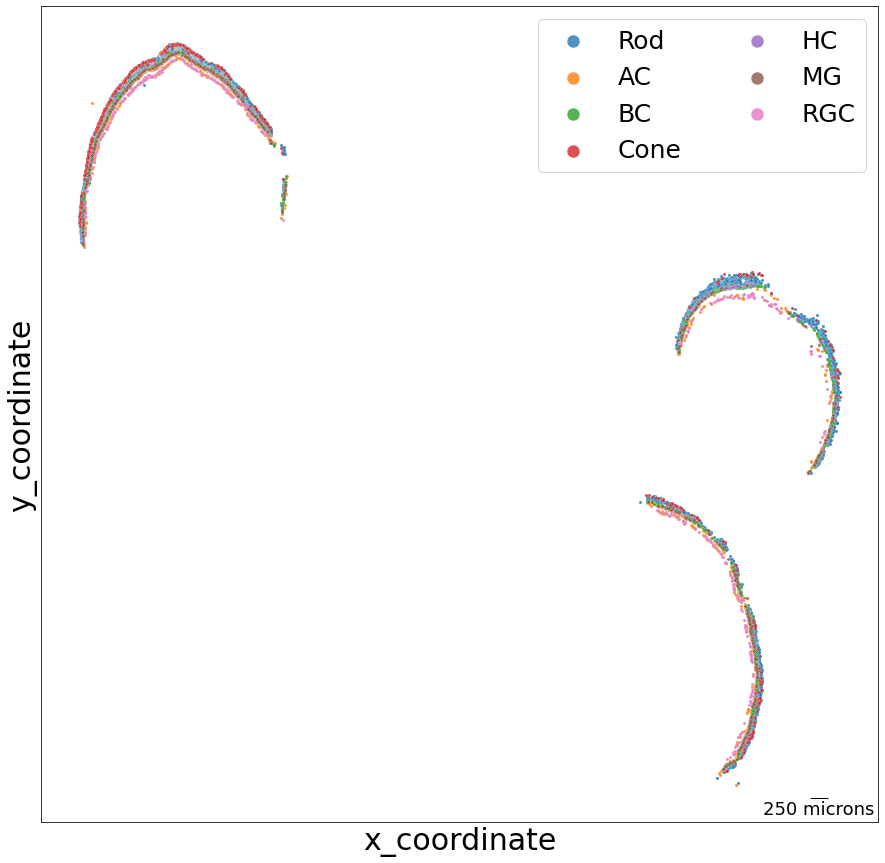 Rod
AC
BC
Cone
HC
MG
RGC
y_coordinate
250 microns
x_coordinate